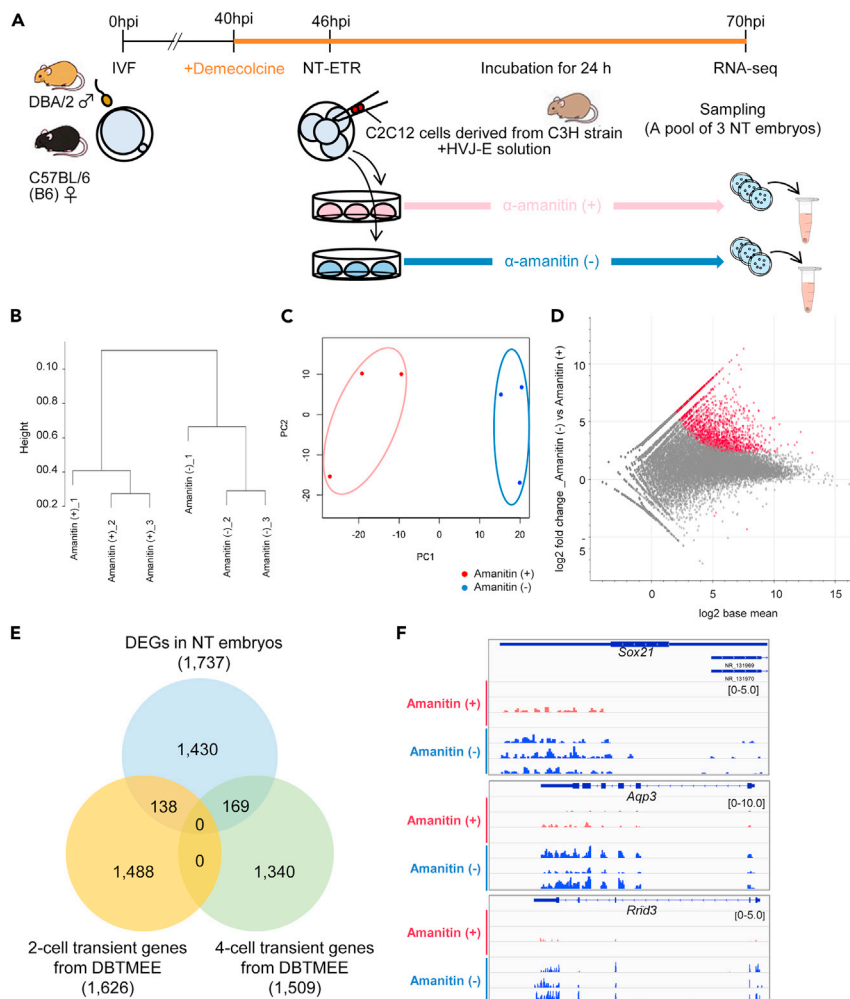 A
0hpi
40hpi
46hpi
70hpi
IVF
+Demecolcine
NT-ETR
Incubation for 24 h
RNA-seq
DBA/2 ♂
C57BL/6
(B6) ♀
C2C12 cells derived from C3H strain
+HVJ-E solution
Sampling
(A pool of 3 NT embryos)
α-amanitin (+)
α-amanitin (-)
B
Height
0.10
00.8
00.6
00.4
00.2
Amanitin (+)_1
Amanitin (+)_2
Amanitin (+)_3
Amanitin (-)_1
Amanitin (-)_2
Amanitin (-)_3
C
PC2
10
0
-10
-20
-20
-10
0
10
20
PC1
Amanitin (+)
Amanitin (-)
D
log2 fold change _Amanitin (-) vs Amanitin (+)
10
5
0
-
5
0
5
10
15
log2 base mean
E
DEGs in NT embryos
(1,737)
1,430
138
169
0
0
1,488
1,340
2-cell transient genes
from DBTMEE
(1,626)
4-cell transient genes
from DBTMEE
(1,509)
F
Sox21
NR_131969
NR_131970
[0-5.0]
Amanitin (+)
Amanitin (-)
Aqp3
[0-10.0]
Amanitin (+)
Amanitin (-)
Rrid3
[0-5.0]
Amanitin (+)
Amanitin (-)